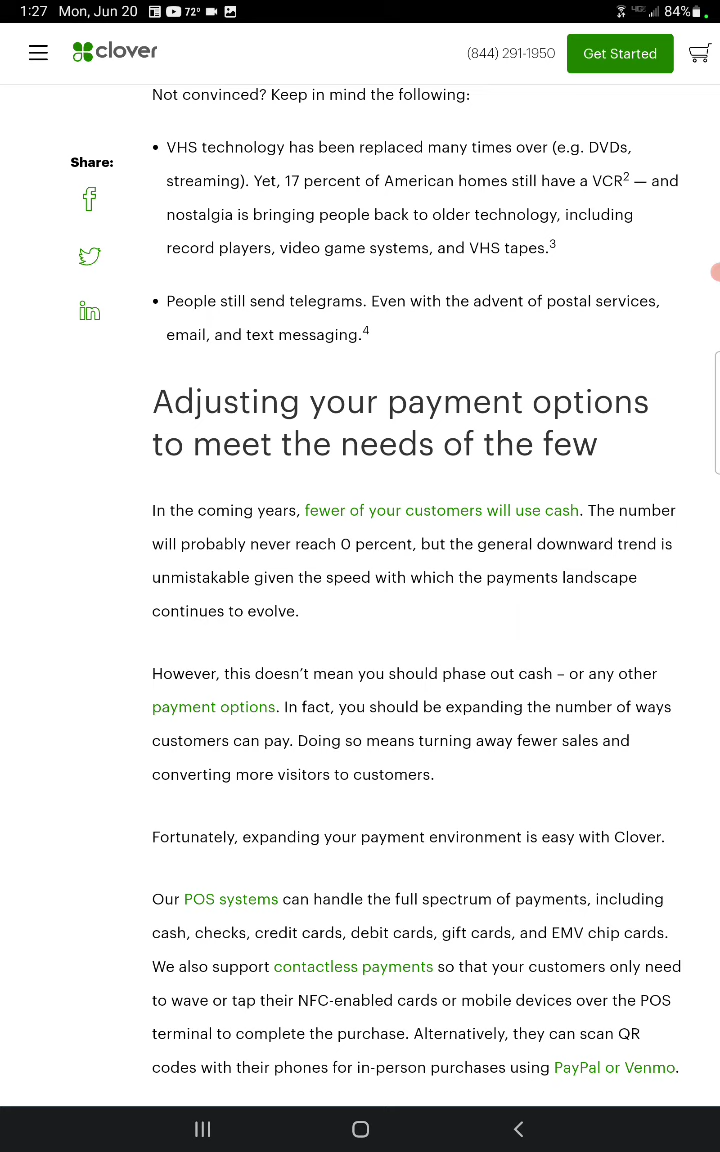 1:27 Mon, Jun 20 72° 4G 84%
clover (844) 291-1950 Get Started
Not convinced? Keep in mind the following:
Share:
• VHS technology has been replaced many times over (e.g. DVDs,
streaming). Yet, 17 percent of American homes still have a VCR² — and
nostalgia is bringing people back to older technology, including
record players, video game systems, and VHS tapes.³
• People still send telegrams. Even with the advent of postal services,
email, and text messaging.⁴
Adjusting your payment options
to meet the needs of the few
In the coming years, fewer of your customers will use cash. The number
will probably never reach 0 percent, but the general downward trend is
unmistakable given the speed with which the payments landscape
continues to evolve.
However, this doesn't mean you should phase out cash – or any other
payment options. In fact, you should be expanding the number of ways
customers can pay. Doing so means turning away fewer sales and
converting more visitors to customers.
Fortunately, expanding your payment environment is easy with Clover.
Our POS systems can handle the full spectrum of payments, including
cash, checks, credit cards, debit cards, gift cards, and EMV chip cards.
We also support contactless payments so that your customers only need
to wave or tap their NFC-enabled cards or mobile devices over the POS
terminal to complete the purchase. Alternatively, they can scan QR
codes with their phones for in-person purchases using PayPal or Venmo.